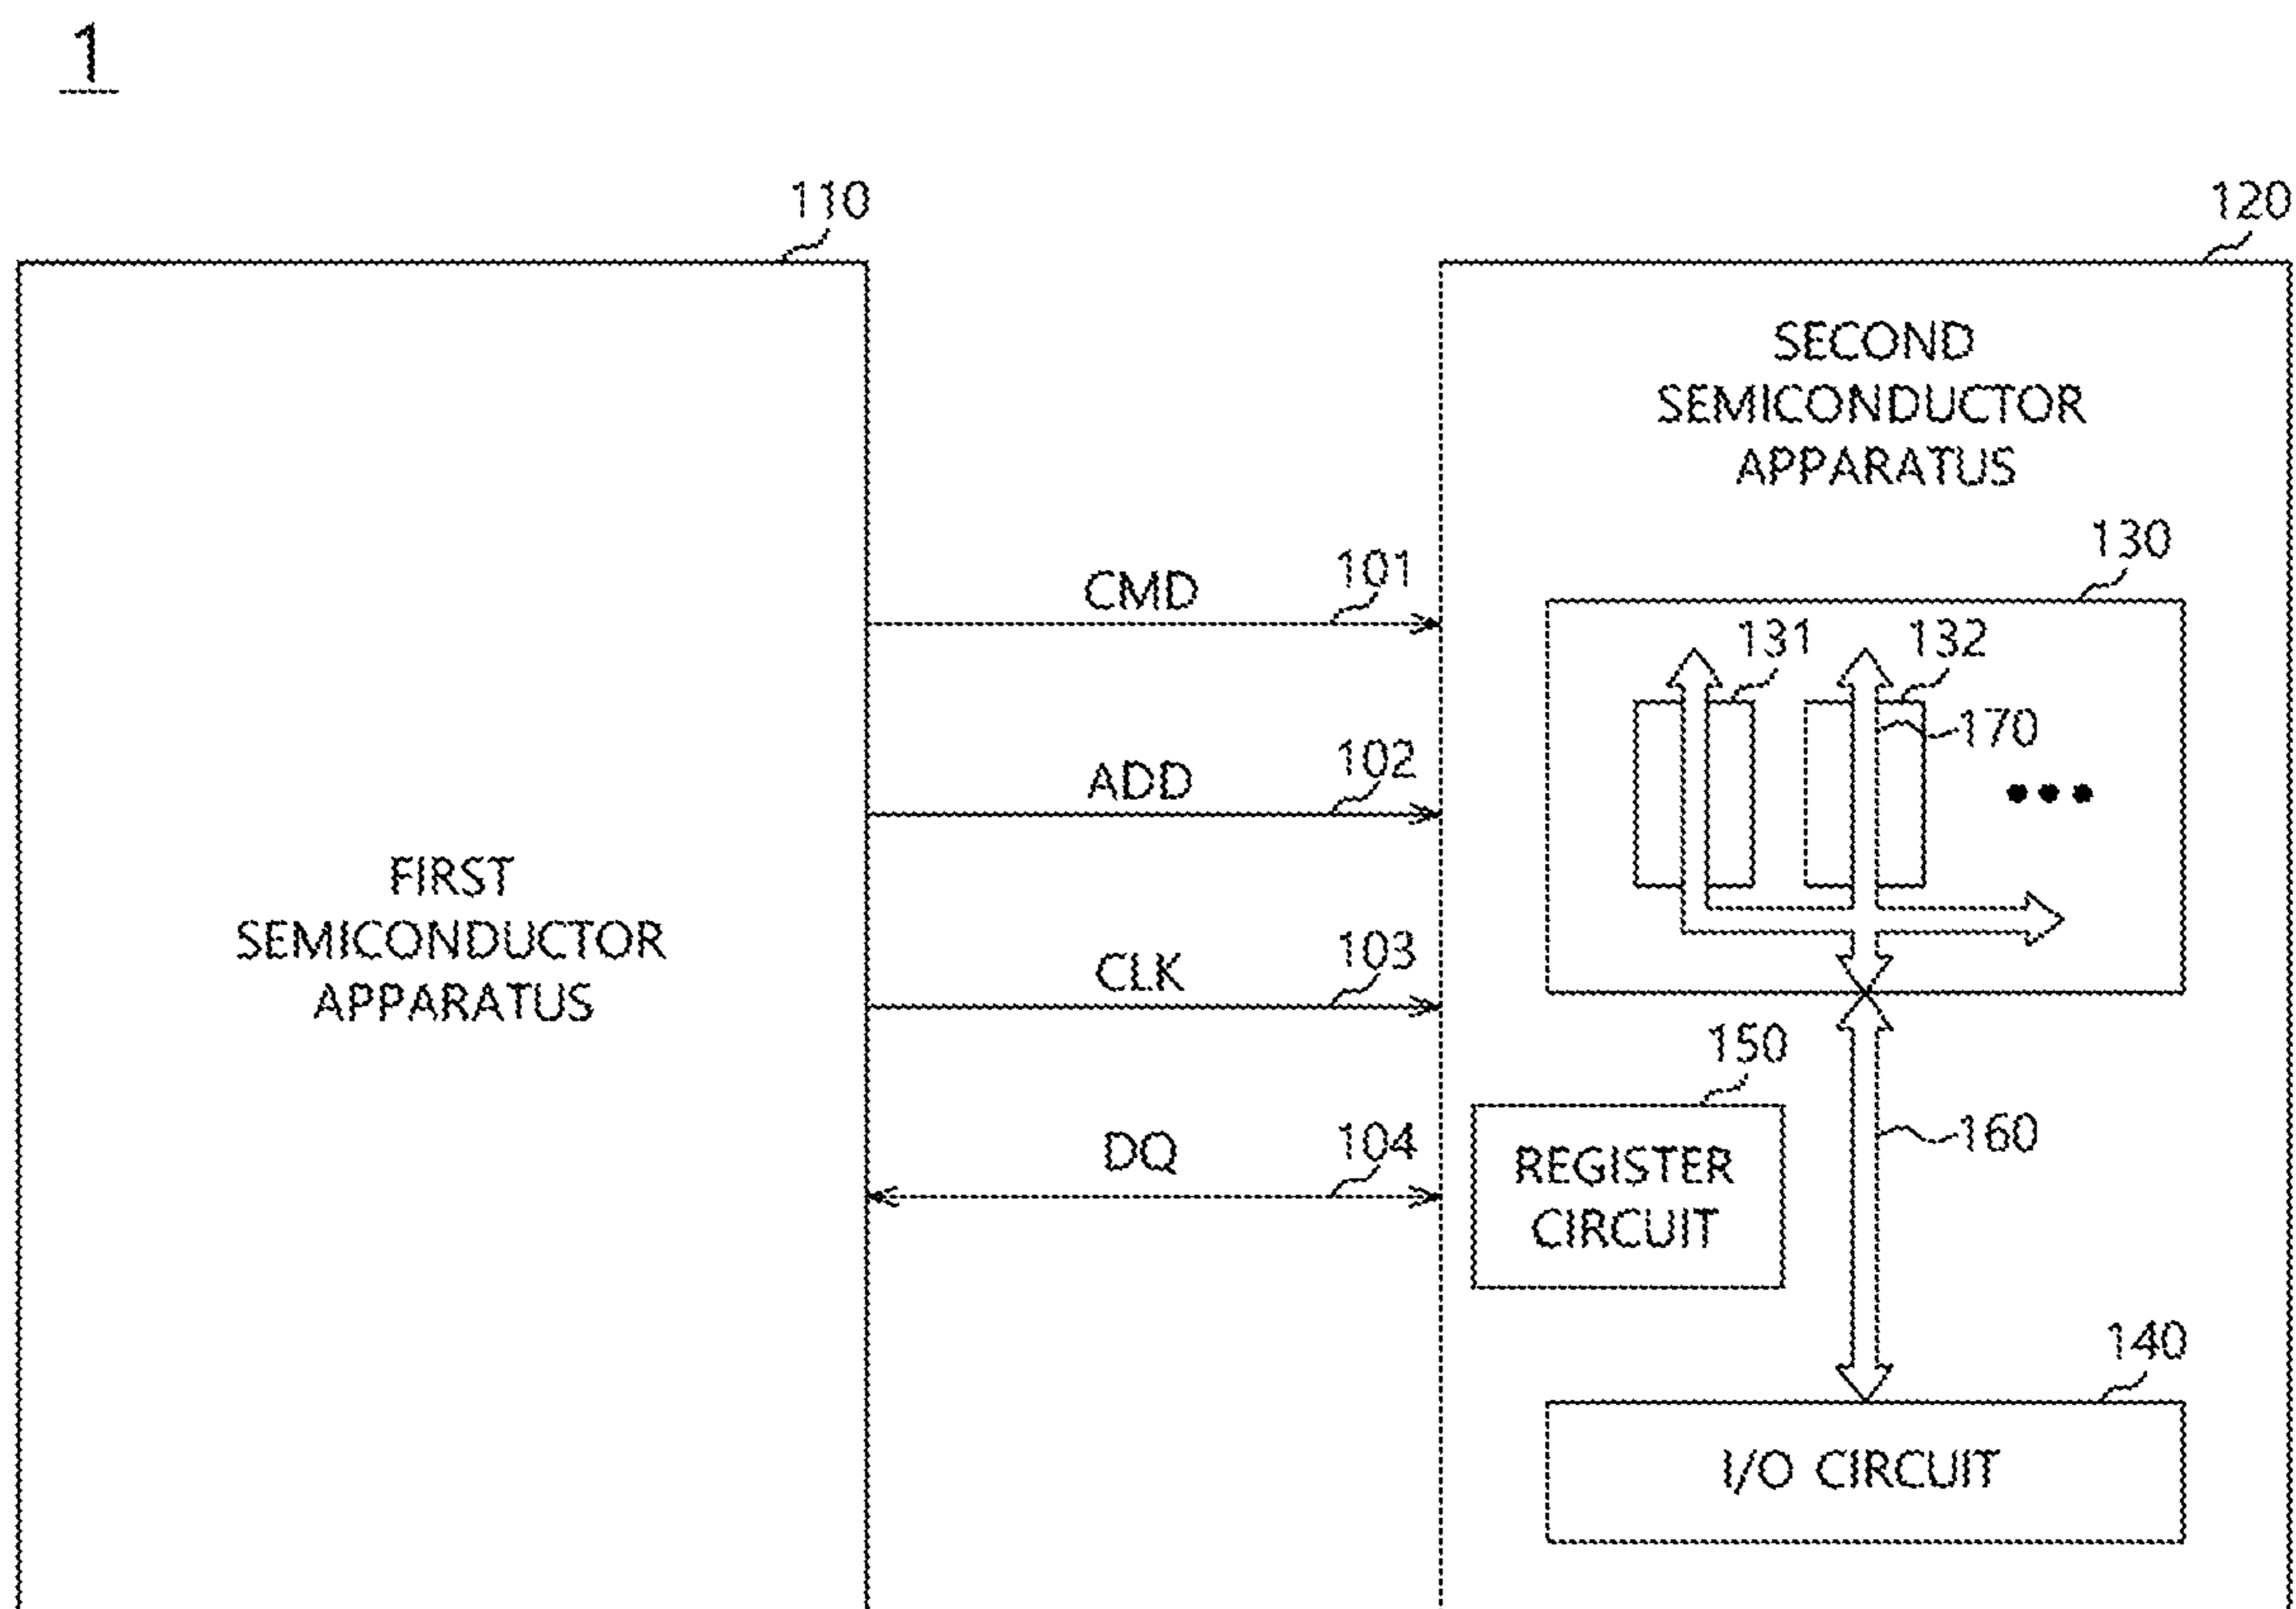 1
110
120
SECOND
SEMICONDUCTOR
APPARATUS
130
CMD
101
131
132
170
ADD
102
FIRST
SEMICONDUCTOR
APPARATUS
CLK
103
150
DQ
104
REGISTER
CIRCUIT
160
140
I/O CIRCUIT